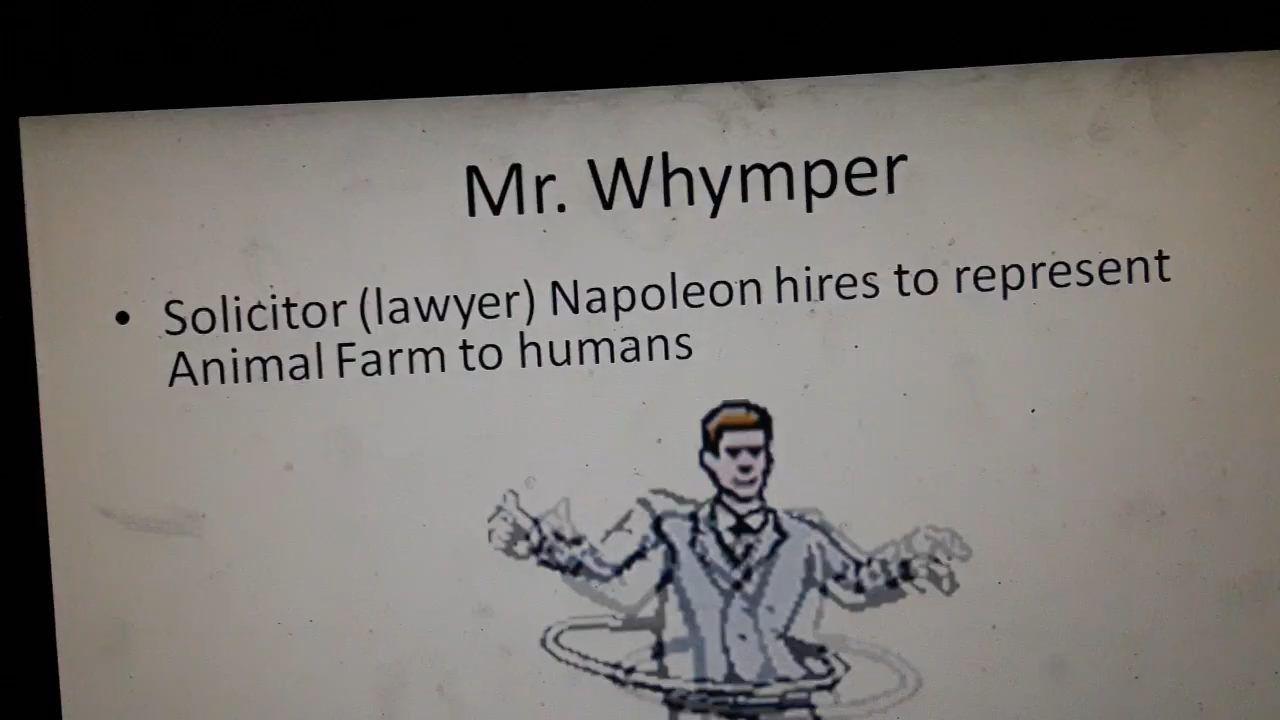 Mr. Whymper
• Solicitor (lawyer) Napoleon hires to represent
Animal Farm to humans